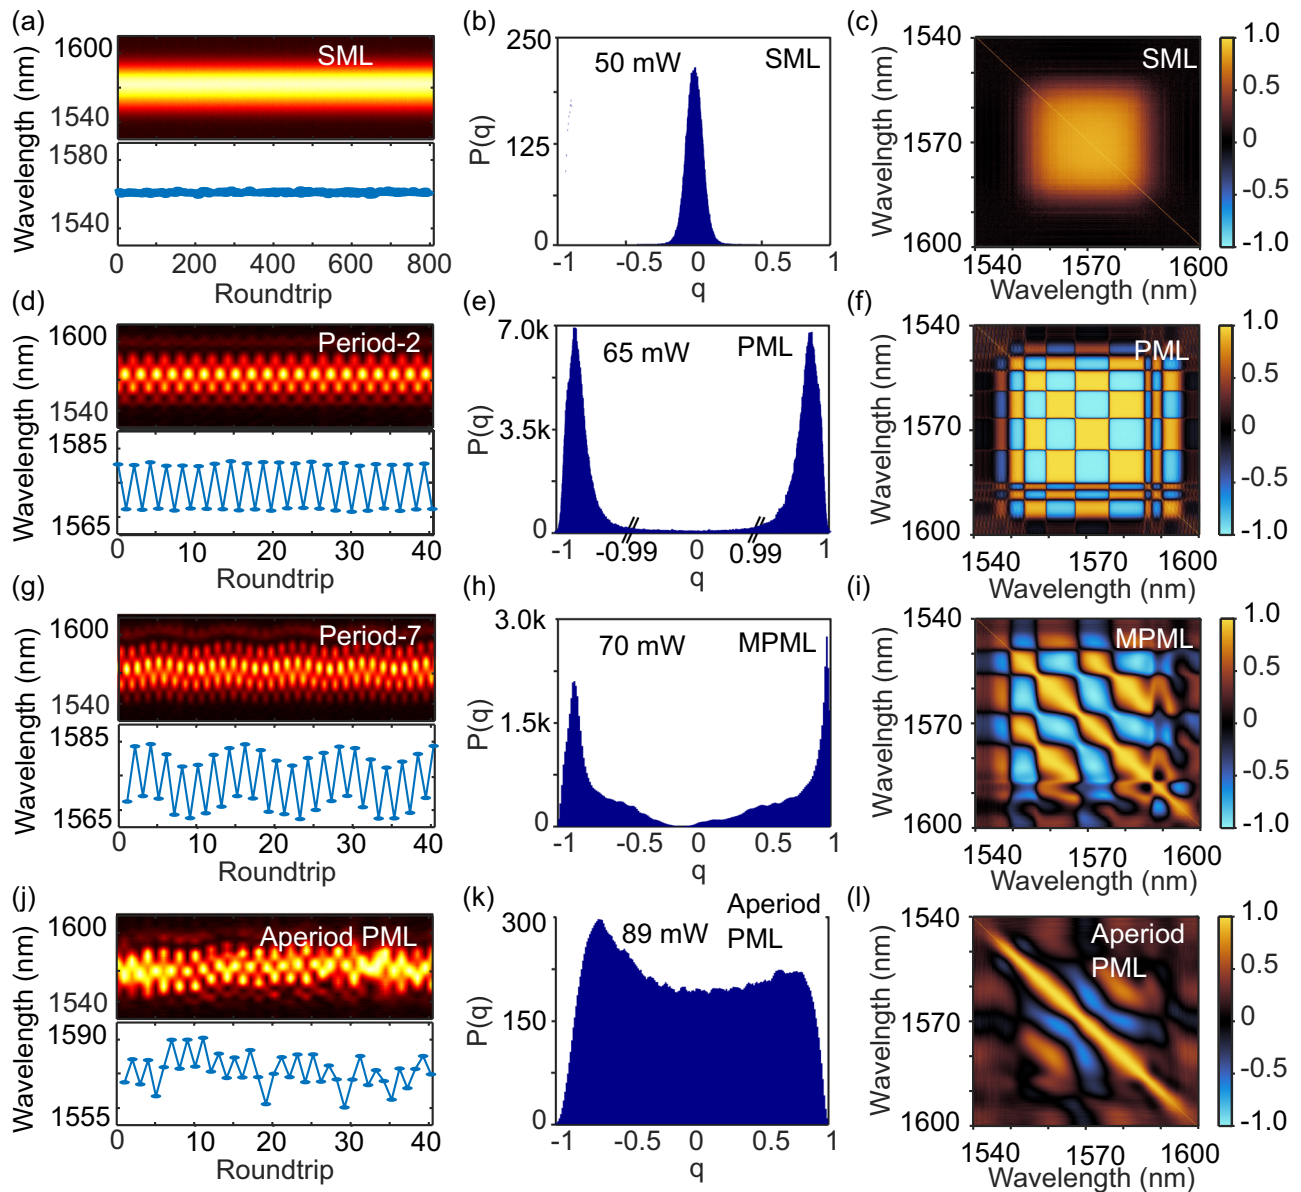 (a)
1600
1540
SML
1580
1540
Wavelength (nm)
0 200 400 600 800
Roundtrip
(b)
250
125
0
P(q)
50 mW
SML
-1 -0.5 0 0.5 1
q
(c)
1540
1570
1600
Wavelngth (nm)
SML
1540 1570 1600
Wavelength (nm)
1.0
0.5
0
-0.5
-1.0
(d)
1600
1540
Period-2
1585
1565
Wavelength (nm)
0 10 20 30 40
Roundtrip
(e)
7.0k
3.5k
0
P(q)
65 mW
PML
-1 -0.99 0 0.99 1
q
(f)
1540
1570
1600
Wavelngth (nm)
PML
1540 1570 1600
Wavelength (nm)
1.0
0.5
0
-0.5
-1.0
(g)
1600
1540
Period-7
1585
1565
Wavelength (nm)
0 10 20 30 40
Roundtrip
(h)
3.0k
1.5k
0
P(q)
70 mW
MPML
-1 -0.5 0 0.5 1
q
(i)
1540
1570
1600
Wavelngth (nm)
MPML
1540 1570 1600
Wavelength (nm)
1.0
0.5
0
-0.5
-1.0
(j)
1600
1540
Aperiod PML
1590
1555
Wavelength (nm)
0 10 20 30 40
Roundtrip
(k)
300
150
0
P(q)
89 mW
Aperiod
PML
-1 -0.5 0 0.5 1
q
(l)
1540
1570
1600
Wavelngth (nm)
Aperiod
PML
1540 1570 1600
Wavelength (nm)
1.0
0.5
0
-0.5
-1.0